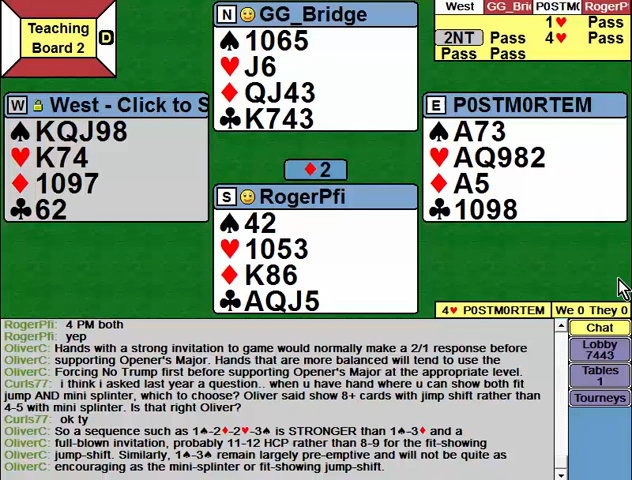 Teaching
Board 2
D
N GG_Bridge
♠ 1065
♥ J6
♦ QJ43
♣ K743
West GG_Bri P0STM0 RogerP
1♥ Pass
2NT Pass 4♥ Pass
Pass Pass
W West - Click to S
♠ KQJ98
♥ K74
♦ 1097
♣ 62
♦ 2
E P0STM0RTEM
♠ A73
♥ AQ982
♦ A5
♣ 1098
S RogerPfi
♠ 42
♥ 1053
♦ K86
♣ AQJ5
4♥ P0STM0RTEM We 0 They 0
RogerPfi: 4 PM both
RogerPfi: yep
OliverC: Hands with a strong invitation to game would normally make a 2/1 response before
OliverC: supporting Opener's Major. Hands that are more balanced will tend to use the
OliverC: Forcing No Trump first before supporting Opener's Major at the appropriate level.
Curls77: i think i asked last year a question.. when u have hand where u can show both fit
jump AND mini splinter, which to choose? Oliver said show 8+ cards with jimp shift rather than
4-5 with mini splinter. Is that right Oliver?
Curls77: ok ty
OliverC: So a sequence such as 1♠-2♦-2♥-3♠ is STRONGER than 1♠-3♦ and a
OliverC: full-blown invitation, probably 11-12 HCP rather than 8-9 for the fit-showing
OliverC: jump-shift. Similarly, 1♠-3♠ remain largely pre-emptive and will not be quite as
OliverC: encouraging as the mini-splinter or fit-showing jump-shift.
Chat
Lobby
7443
Tables
1
Tourneys